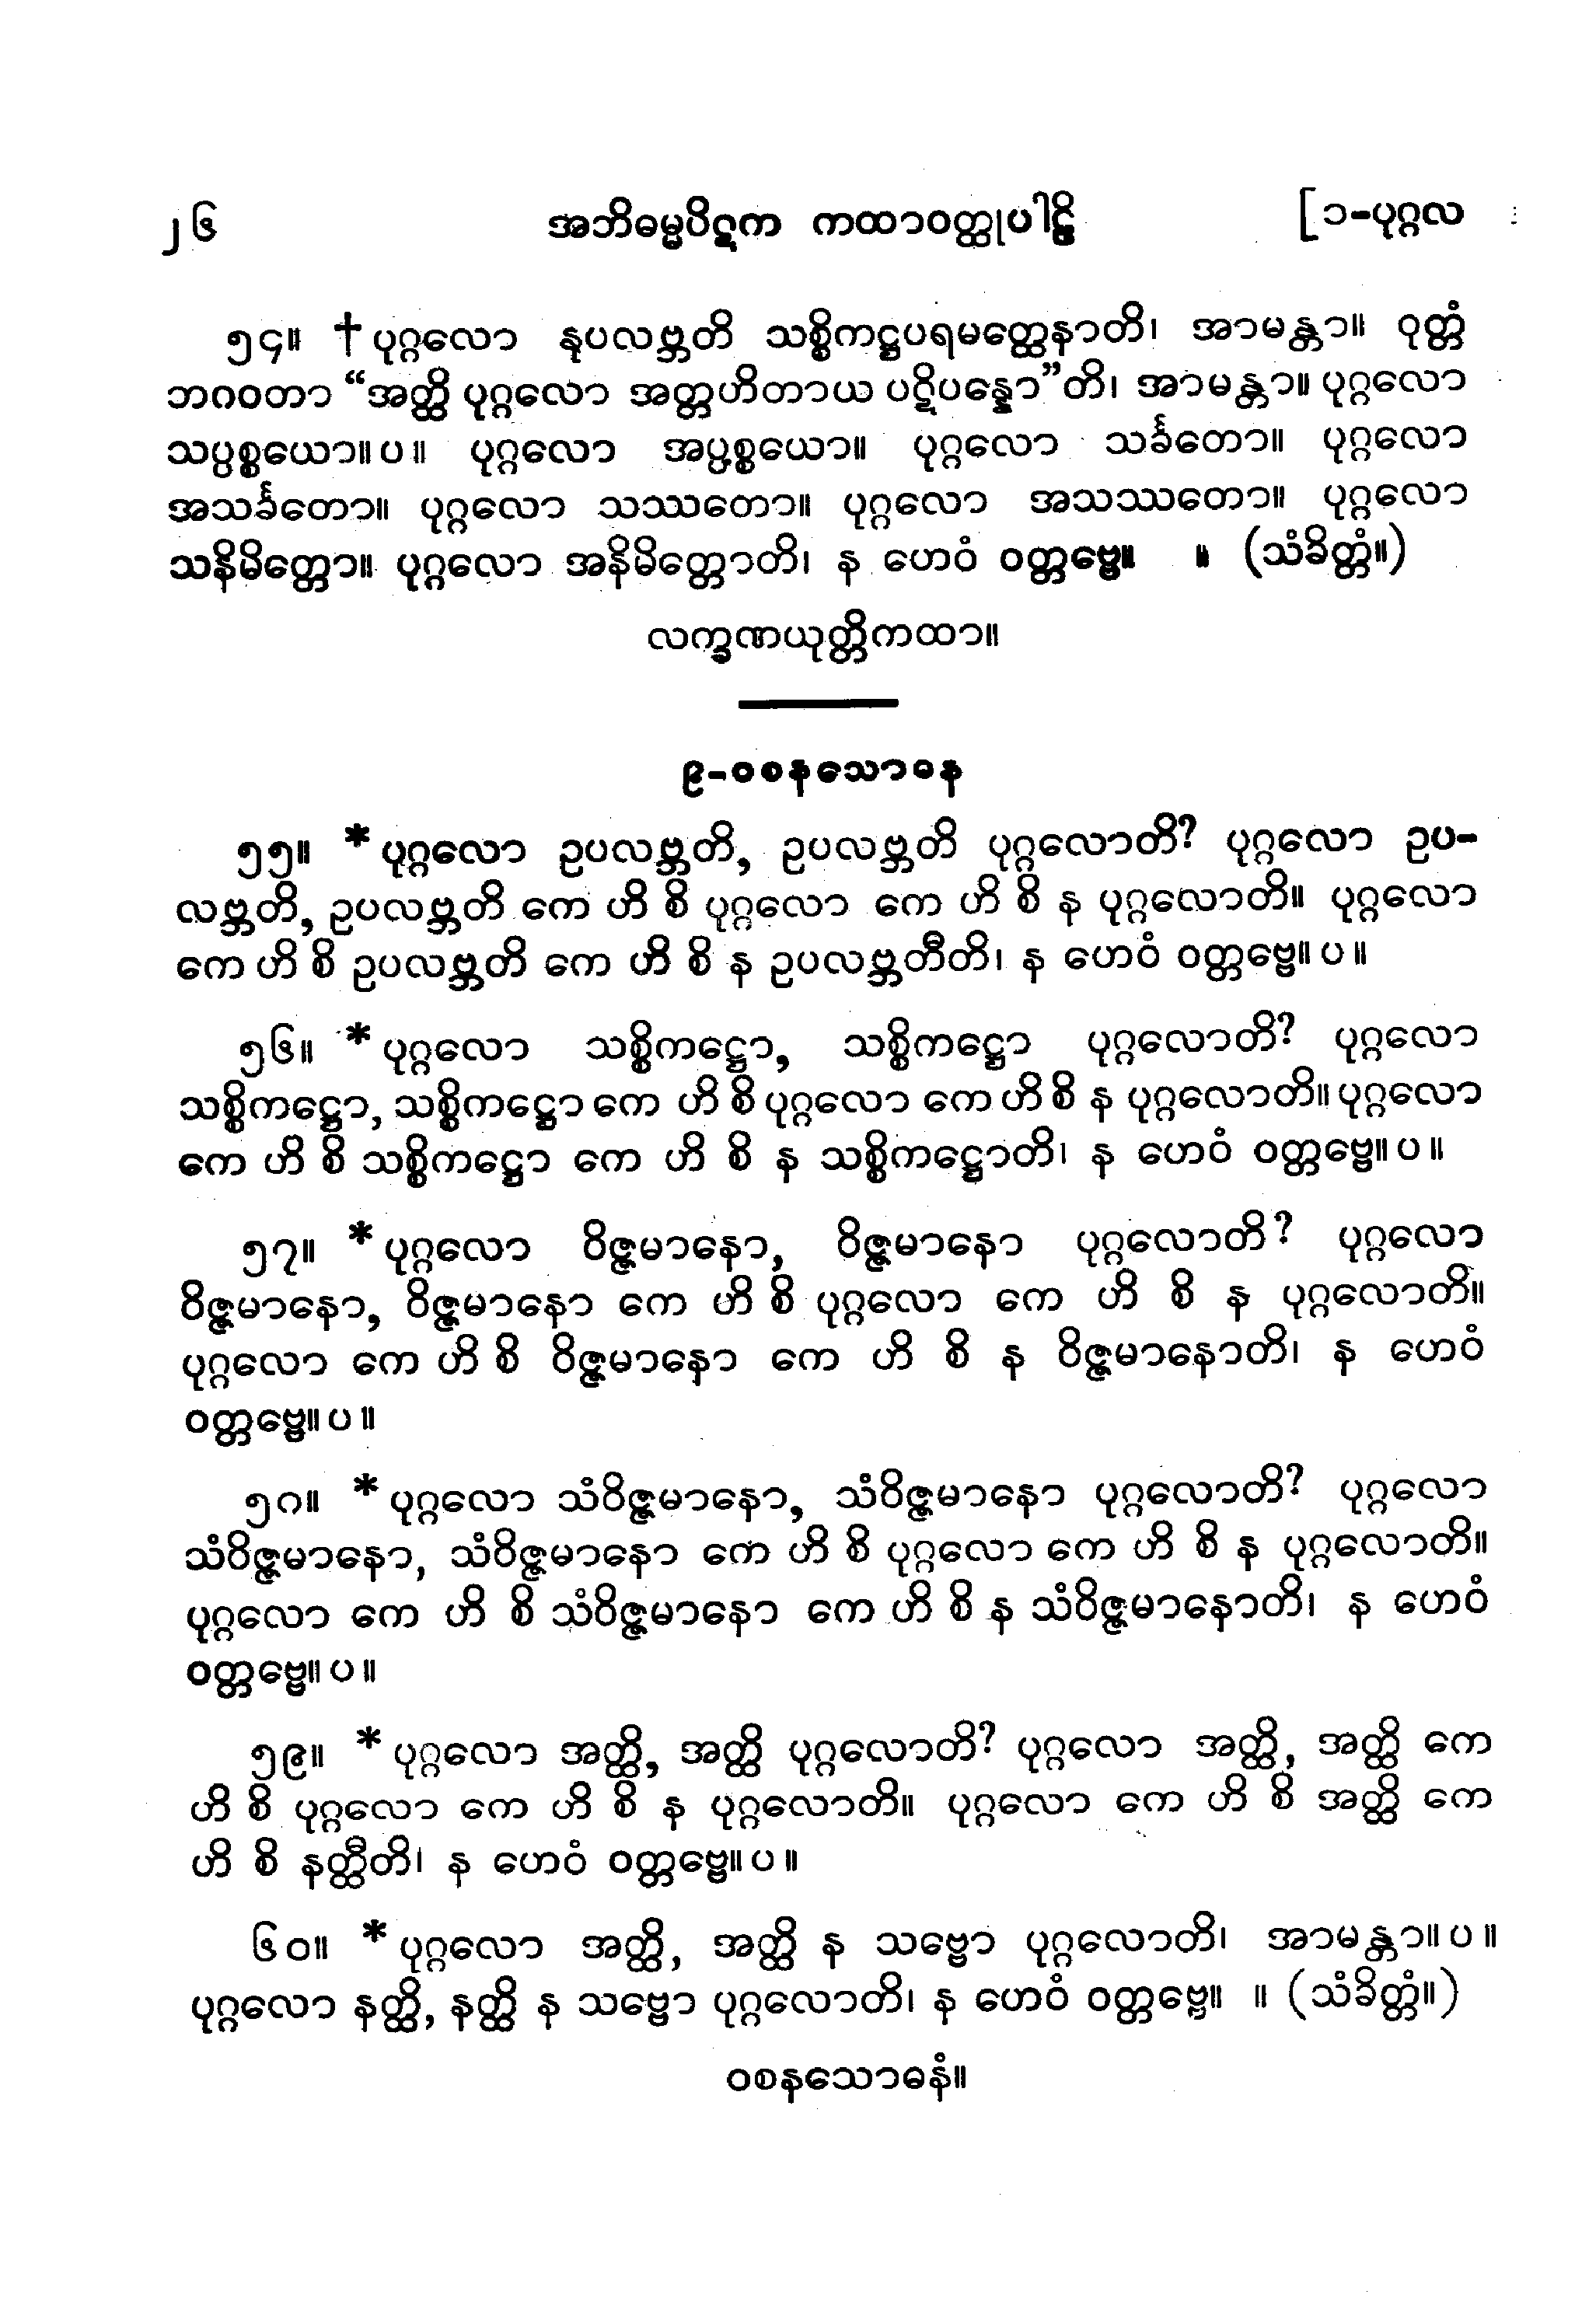 ၂၆ အဘိဓမ္မပိဋက ကထာဝတ္ထုပါဠိ [၁-ပုဂ္ဂလ
၅၄။ †ပုဂ္ဂလော နုပလဗ္ဘတိ သစ္စိကဋ္ဌပရမတ္ထေနာတိ၊ အာမန္တာ။ ဝုတ္တံ
ဘဂဝတာ “အတ္ထိ ပုဂ္ဂလော အတ္တဟိတာယ ပဋိပန္နော”တိ၊ အာမန္တာ။ ပုဂ္ဂလော
သပ္ပစ္စယော။ပ။ ပုဂ္ဂလော အပ္ပစ္စယော။ ပုဂ္ဂလော သင်္ခတော။ ပုဂ္ဂလော
အသင်္ခတော။ ပုဂ္ဂလော သဿတော။ ပုဂ္ဂလော အသဿတော။ ပုဂ္ဂလော
သနိမိတ္တော။ ပုဂ္ဂလော အနိမိတ္တောတိ၊ န ဟေဝံ ဝတ္တဗ္ဗေ။ ။ (သံခိတ္တံ။)
လက္ခဏယုတ္တိကထာ။
၉-ဝစနသောဓန
၅၅။ *ပုဂ္ဂလော ဥပလဗ္ဘတိ, ဥပလဗ္ဘတိ ပုဂ္ဂလောတိ? ပုဂ္ဂလော ဥပ-
လဗ္ဘတိ, ဥပလဗ္ဘတိ ကေ ဟိ စိ ပုဂ္ဂလော ကေ ဟိ စိ န ပုဂ္ဂလောတိ။ ပုဂ္ဂလော
ကေ ဟိ စိ ဥပလဗ္ဘတိ ကေ ဟိ စိ န ဥပလဗ္ဘတီတိ၊ န ဟေဝံ ဝတ္တဗ္ဗေ။ပ။
၅၆။ *ပုဂ္ဂလော သစ္စိကဋ္ဌော, သစ္စိကဋ္ဌော ပုဂ္ဂလောတိ? ပုဂ္ဂလော
သစ္စိကဋ္ဌော, သစ္စိကဋ္ဌော ကေ ဟိ စိ ပုဂ္ဂလော ကေ ဟိ စိ န ပုဂ္ဂလောတိ။ ပုဂ္ဂလော
ကေ ဟိ စိ သစ္စိကဋ္ဌော ကေ ဟိ စိ န သစ္စိကဋ္ဌောတိ၊ န ဟေဝံ ဝတ္တဗ္ဗေ။ပ။
၅၇။ *ပုဂ္ဂလော ဝိဇ္ဇမာနော, ဝိဇ္ဇမာနော ပုဂ္ဂလောတိ? ပုဂ္ဂလော
ဝိဇ္ဇမာနော, ဝိဇ္ဇမာနော ကေ ဟိ စိ ပုဂ္ဂလော ကေ ဟိ စိ န ပုဂ္ဂလောတိ။
ပုဂ္ဂလော ကေ ဟိ စိ ဝိဇ္ဇမာနော ကေ ဟိ စိ န ဝိဇ္ဇမာနောတိ၊ န ဟေဝံ
ဝတ္တဗ္ဗေ။ပ။
၅၈။ *ပုဂ္ဂလော သံဝိဇ္ဇမာနော, သံဝိဇ္ဇမာနော ပုဂ္ဂလောတိ? ပုဂ္ဂလော
သံဝိဇ္ဇမာနော, သံဝိဇ္ဇမာနော ကေ ဟိ စိ ပုဂ္ဂလော ကေ ဟိ စိ န ပုဂ္ဂလောတိ။
ပုဂ္ဂလော ကေ ဟိ စိ သံဝိဇ္ဇမာနော ကေ ဟိ စိ န သံဝိဇ္ဇမာနောတိ၊ န ဟေဝံ
ဝတ္တဗ္ဗေ။ပ။
၅၉။ *ပုဂ္ဂလော အတ္ထိ, အတ္ထိ ပုဂ္ဂလောတိ? ပုဂ္ဂလော အတ္ထိ, အတ္ထိ ကေ
ဟိ စိ ပုဂ္ဂလော ကေ ဟိ စိ န ပုဂ္ဂလောတိ။ ပုဂ္ဂလော ကေ ဟိ စိ အတ္ထိ ကေ
ဟိ စိ နတ္ထီတိ၊ န ဟေဝံ ဝတ္တဗ္ဗေ။ပ။
၆၀။ *ပုဂ္ဂလော အတ္ထိ, အတ္ထိ န သဗ္ဗော ပုဂ္ဂလောတိ၊ အာမန္တာ။ပ။
ပုဂ္ဂလော နတ္ထိ, နတ္ထိ န သဗ္ဗော ပုဂ္ဂလောတိ၊ န ဟေဝံ ဝတ္တဗ္ဗေ။ ။ (သံခိတ္တံ။)
ဝစနသောဓနံ။